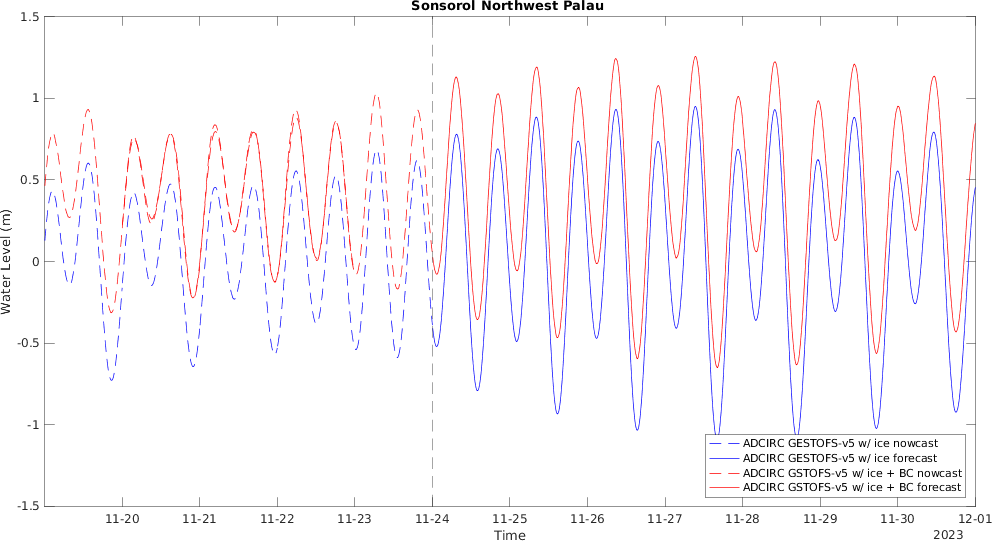 Sonsorol Northwest Palau
1.5
1
0.5
0
-0.5
-1
-1.5
Water Level (m)
ADCIRC GESTOFS-v5 w/ ice nowcast
ADCIRC GESTOFS-v5 w/ ice forecast
ADCIRC GSTOFS-v5 w/ ice + BC nowcast
ADCIRC GSTOFS-v5 w/ ice + BC forecast
11-20 11-21 11-22 11-23 11-24 11-25 11-26 11-27 11-28 11-29 11-30 12-01
Time
2023